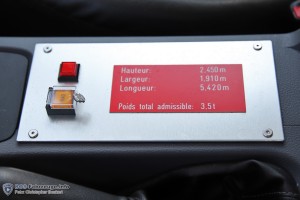 Hauteur: 2.450m
Largeur: 1.910m
Longueur: 5.420m
Poids total admissible: 3.5t